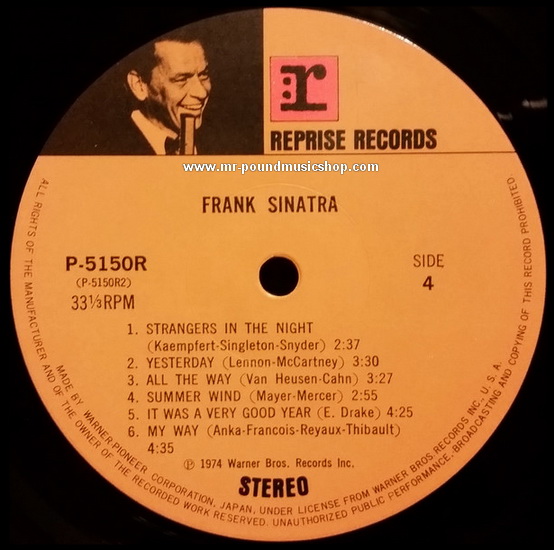 r
REPRISE RECORDS
www.mr-poundmusicshop.com
FRANK SINATRA
P-5150R
(P-5150R2)
33⅓RPM
SIDE
4
1. STRANGERS IN THE NIGHT
(Kaempfert-Singleton-Snyder) 2:37
2. YESTERDAY (Lennon-McCartney) 3:30
3. ALL THE WAY (Van Heusen-Cahn) 3:27
4. SUMMER WIND (Mayer-Mercer) 2:55
5. IT WAS A VERY GOOD YEAR (E. Drake) 4:25
6. MY WAY (Anka-Francois-Reyaux-Thibault)
4:35
℗ 1974 Warner Bros. Records Inc.
STEREO
ALL RIGHTS OF THE MANUFACTURER AND OF THE OWNER OF THE RECORDED WORK RESERVED. UNAUTHORIZED PUBLIC PERFORMANCE, BROADCASTING AND COPYING OF THIS RECORD PROHIBITED
MADE BY WARNER-PIONEER CORPORATION, JAPAN, UNDER LICENSE FROM WARNER BROS. RECORDS INC., U.S.A.